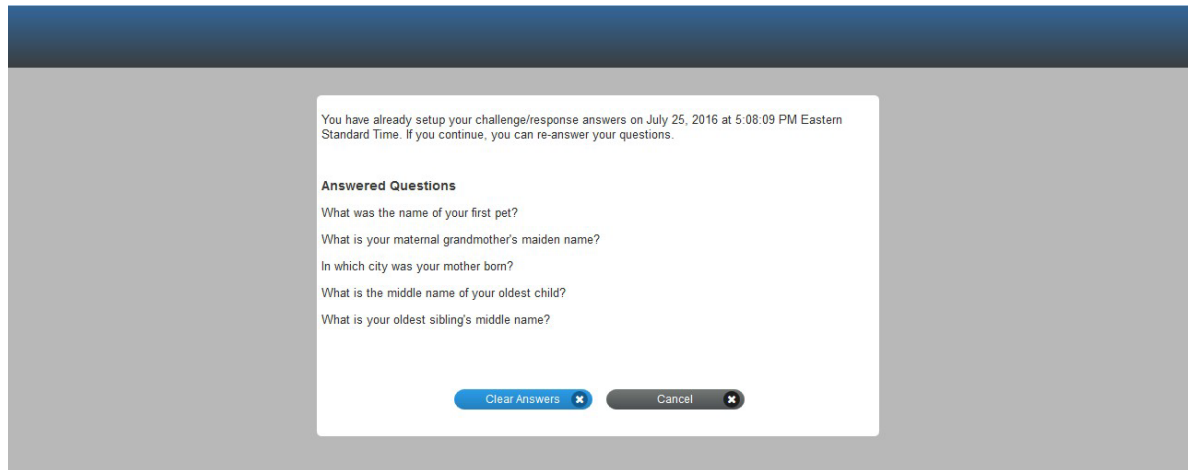 You have already setup your challenge/response answers on July 25, 2016 at 5:08:09 PM Eastern
Standard Time. If you continue, you can re-answer your questions.
Answered Questions
What was the name of your first pet?
What is your maternal grandmother's maiden name?
In which city was your mother born?
What is the middle name of your oldest child?
What is your oldest sibling's middle name?
Clear Answers
Cancel